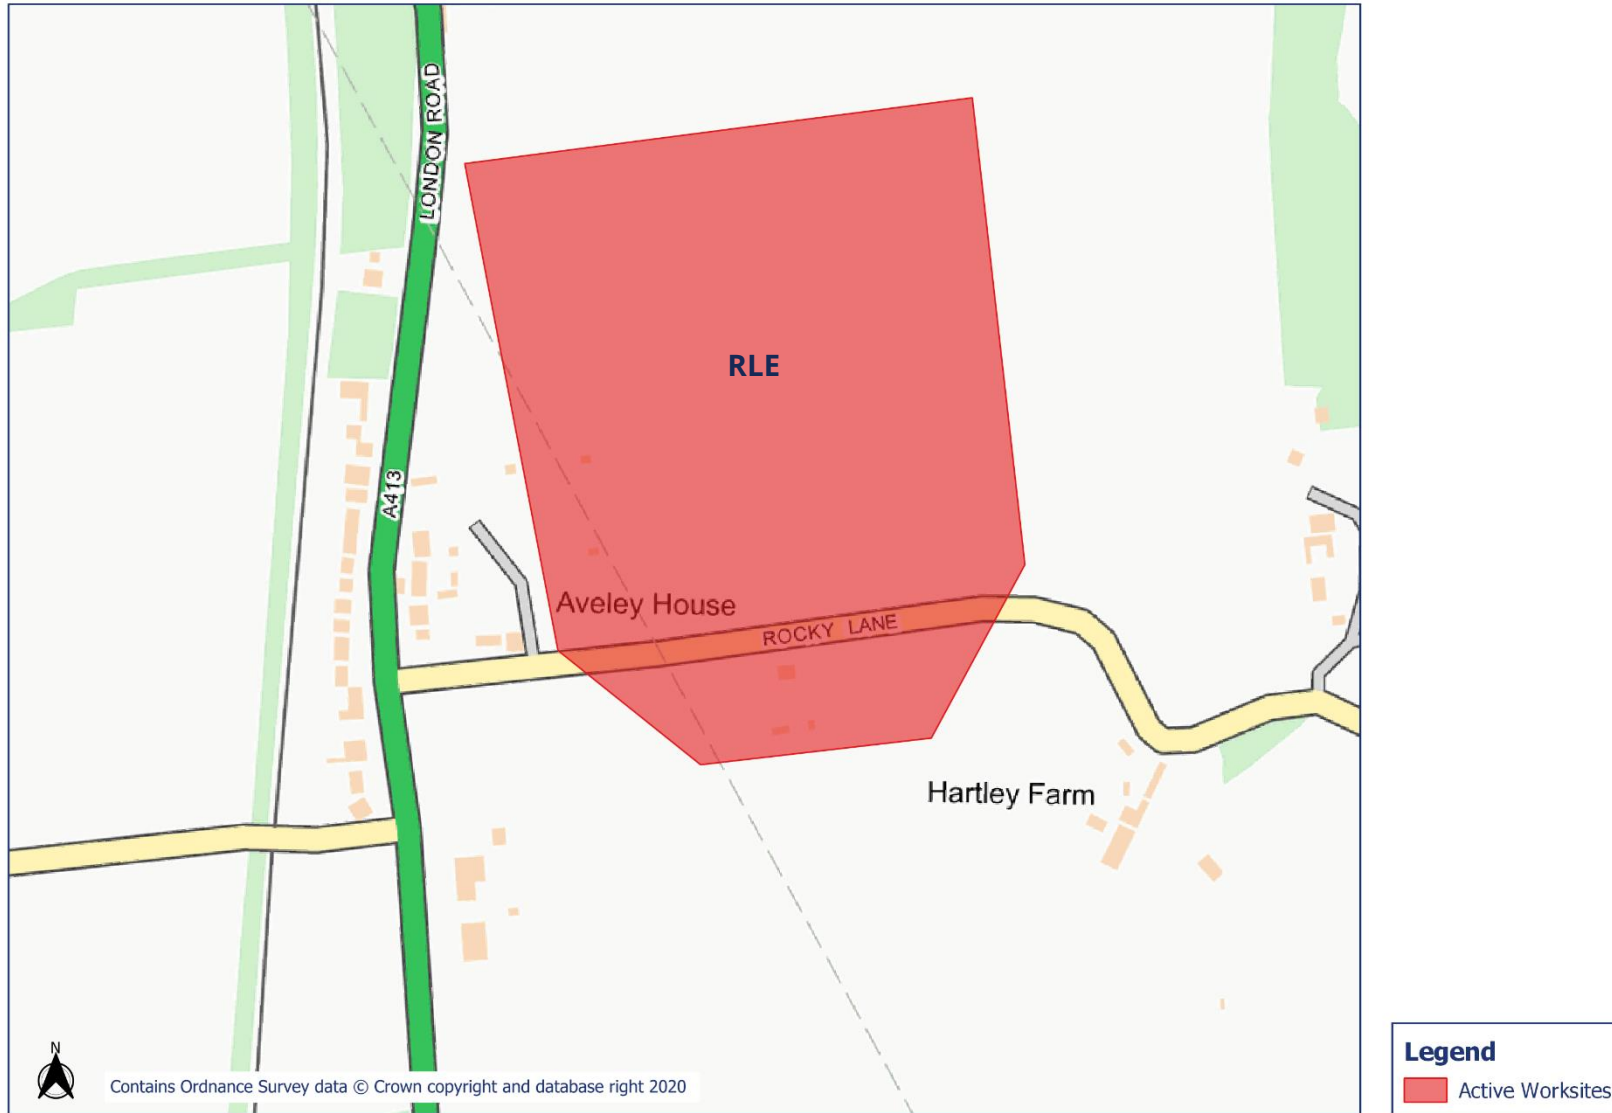 LONDON ROAD
RLE
A413
Aveley House
ROCKY LANE
Hartley Farm
N
Contains Ordnance Survey data © Crown copyright and database right 2020
Legend
Active Worksites